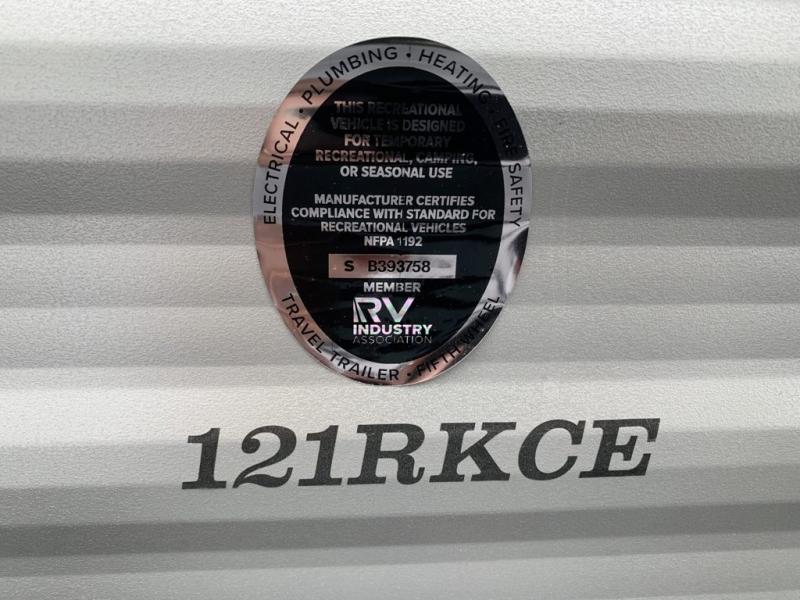 ELECTRICAL • PLUMBING • HEATING • FIRE SAFETY
THIS RECREATIONAL
VEHICLE IS DESIGNED
FOR TEMPORARY
RECREATIONAL, CAMPING,
OR SEASONAL USE
MANUFACTURER CERTIFIES
COMPLIANCE WITH STANDARD FOR
RECREATIONAL VEHICLES
NFPA 1192
S B393758
MEMBER
RV
INDUSTRY
ASSOCIATION
TRAVEL TRAILER • FIFTH WHEEL
121RKCE